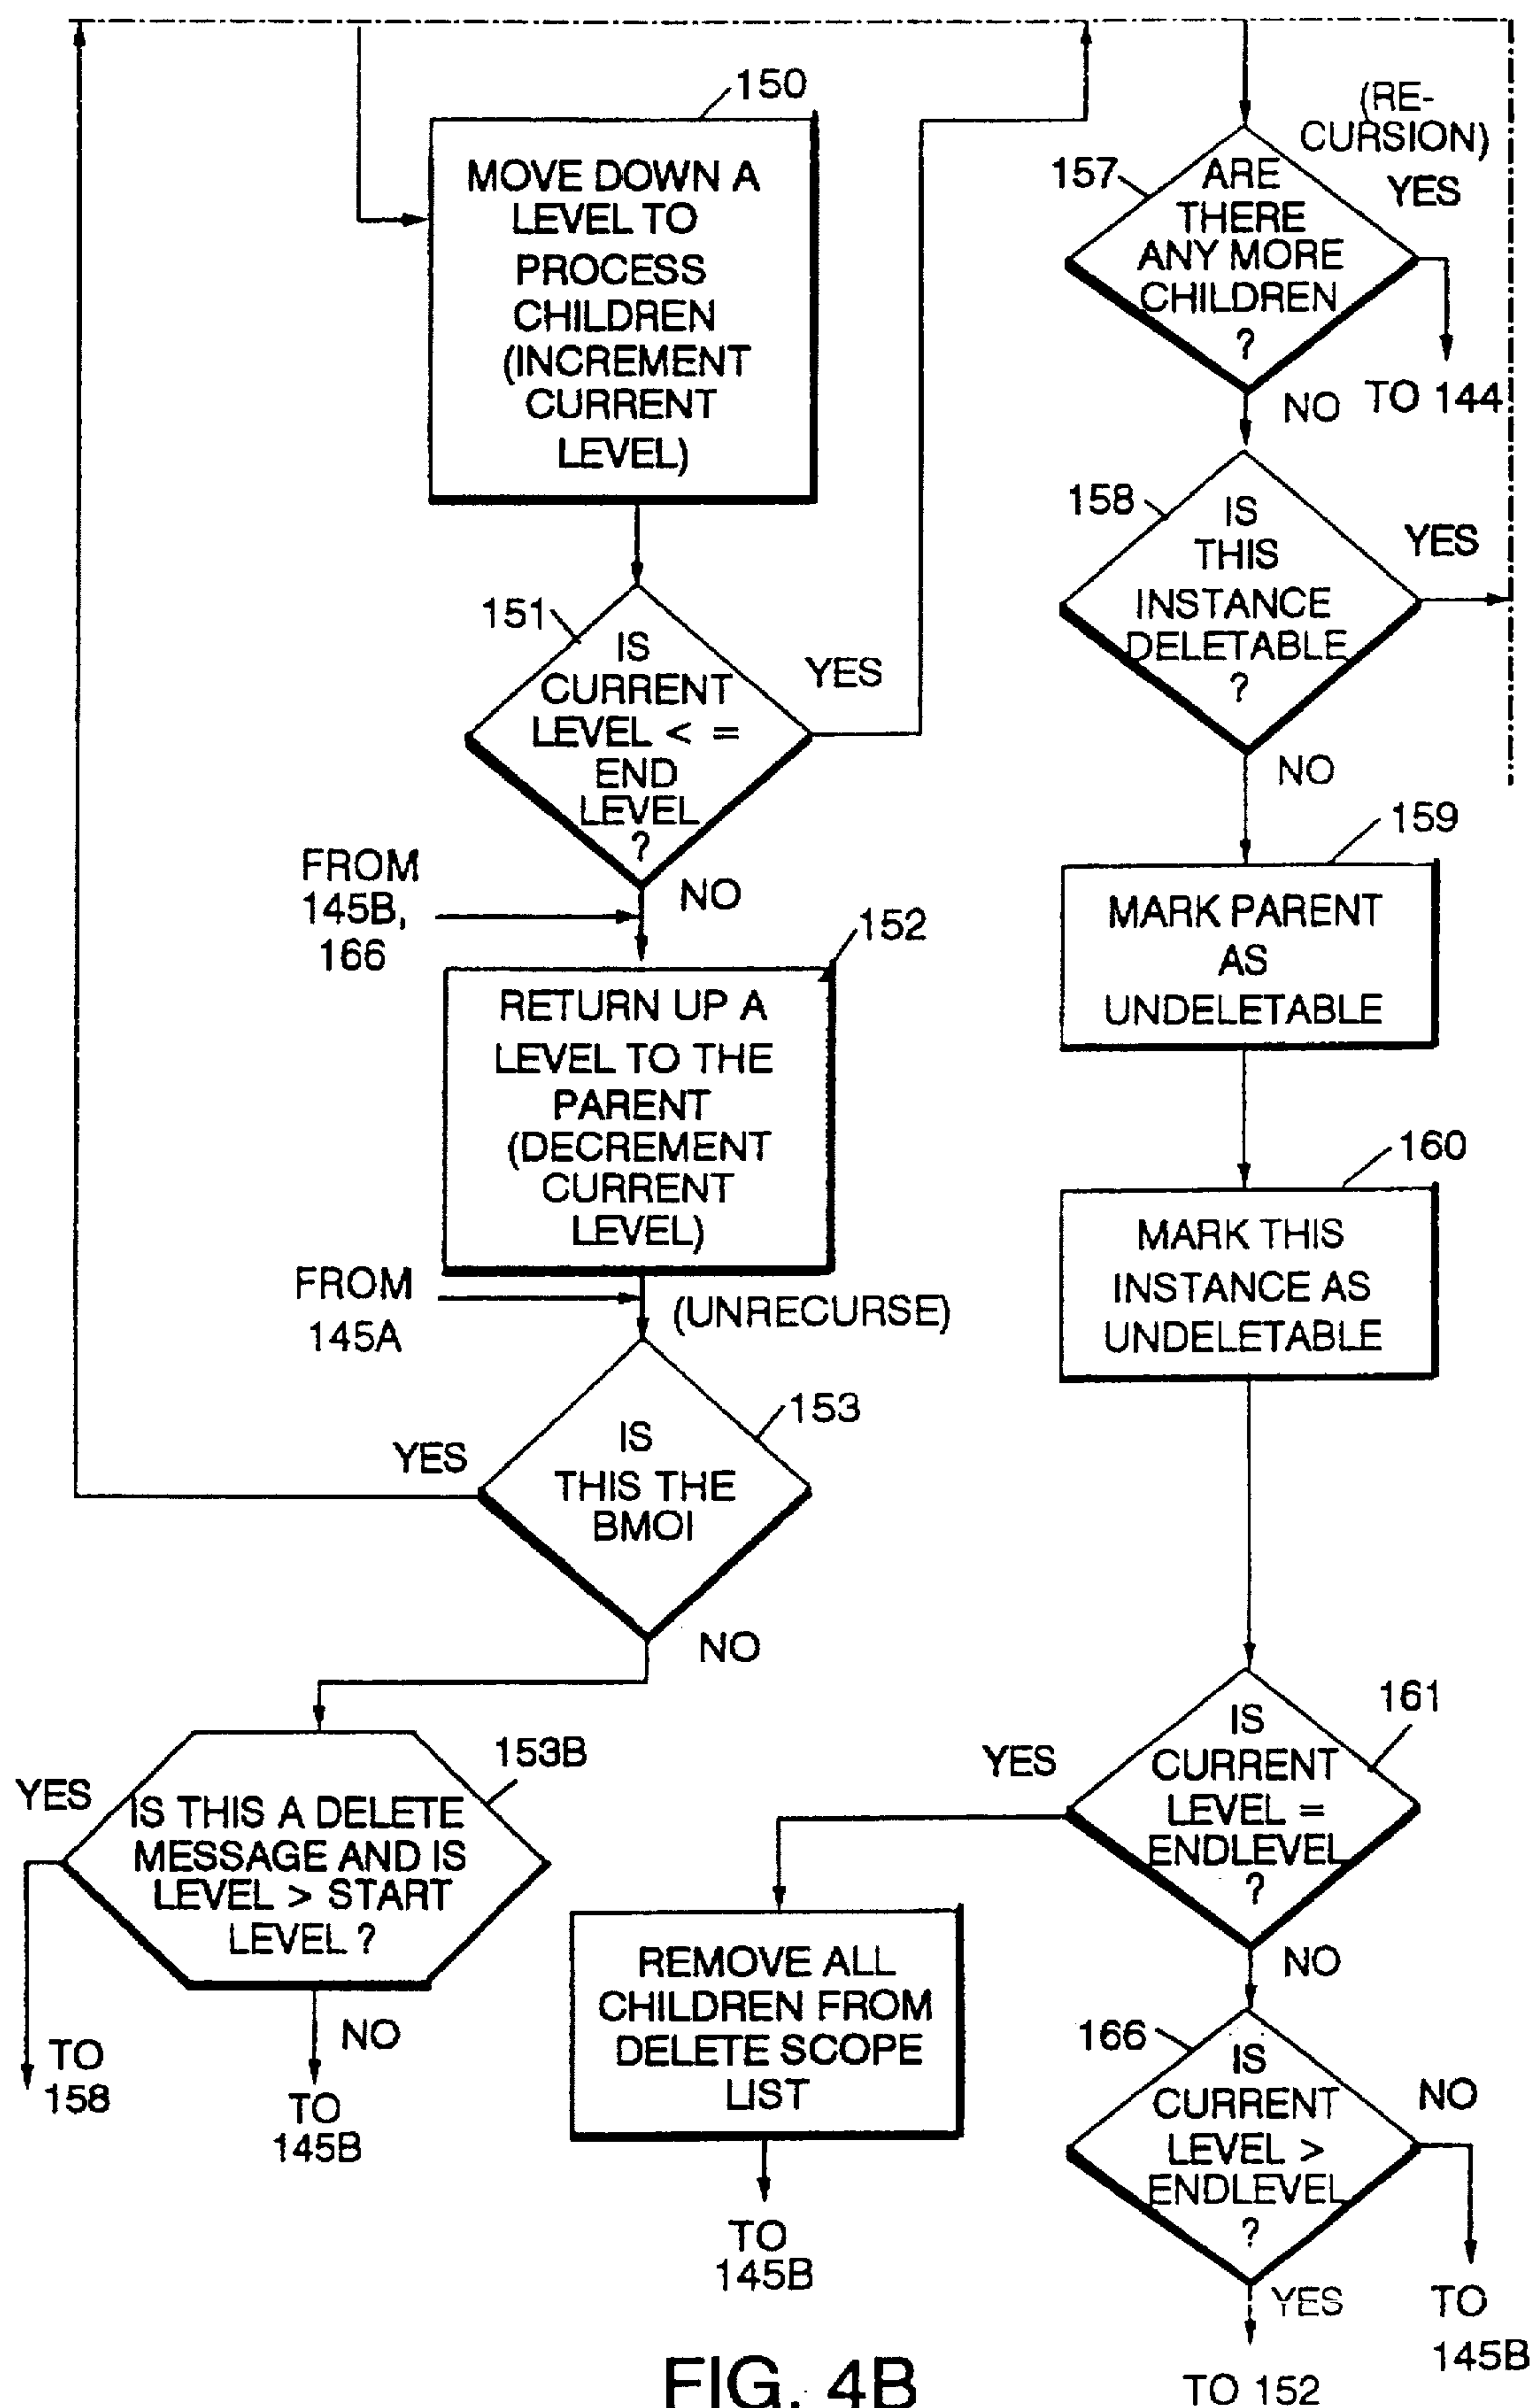 150
MOVE DOWN A
LEVEL TO
PROCESS
CHILDREN
(INCREMENT
CURRENT
LEVEL)
151
IS
CURRENT
LEVEL < =
END
LEVEL
?
YES
NO
FROM
145B,
166
152
RETURN UP A
LEVEL TO THE
PARENT
(DECREMENT
CURRENT
LEVEL)
FROM
145A
(UNRECURSE)
153
IS
THIS THE
BMOI
YES
NO
153B
IS THIS A DELETE
MESSAGE AND IS
LEVEL > START
LEVEL ?
YES
TO
158
NO
TO
145B
(RE-
CURSION)
157
ARE
THERE
ANY MORE
CHILDREN
?
YES
TO 144
NO
158
IS
THIS
INSTANCE
DELETABLE
?
YES
NO
159
MARK PARENT
AS
UNDELETABLE
160
MARK THIS
INSTANCE AS
UNDELETABLE
161
IS
CURRENT
LEVEL =
ENDLEVEL
?
YES
REMOVE ALL
CHILDREN FROM
DELETE SCOPE
LIST
TO
145B
NO
166
IS
CURRENT
LEVEL >
ENDLEVEL
?
NO
TO
145B
YES
TO 152
FIG. 4B